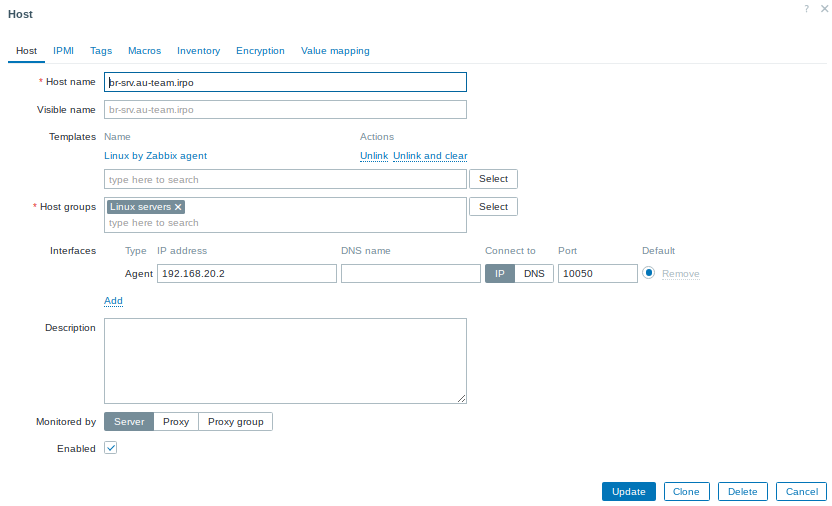 Host
? ×
Host IPMI Tags Macros Inventory Encryption Value mapping
* Host name br-srv.au-team.irpo
Visible name br-srv.au-team.irpo
Templates Name Actions
Linux by Zabbix agent Unlink Unlink and clear
type here to search Select
* Host groups Linux servers × Select
type here to search
Interfaces Type IP address DNS name Connect to Port Default
Agent 192.168.20.2 IP DNS 10050 Remove
Add
Description
Monitored by Server Proxy Proxy group
Enabled
Update Clone Delete Cancel